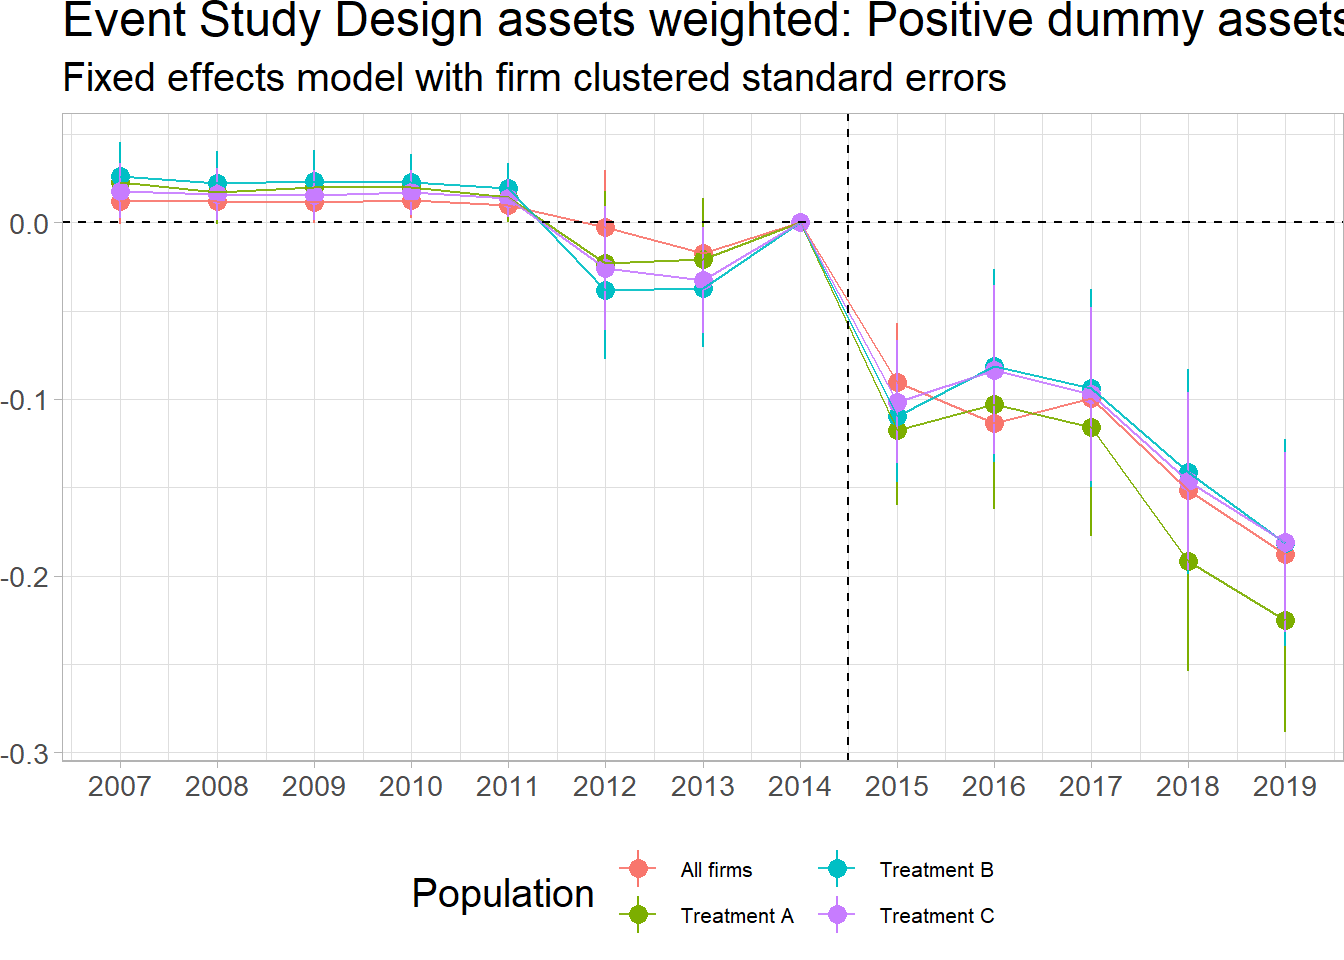 Event Study Design assets weighted: Positive dummy assets
Fixed effects model with firm clustered standard errors
0.0
-0.1
-0.2
-0.3
2007 2008 2009 2010 2011 2012 2013 2014 2015 2016 2017 2018 2019
Population
All firms
Treatment B
Treatment A
Treatment C